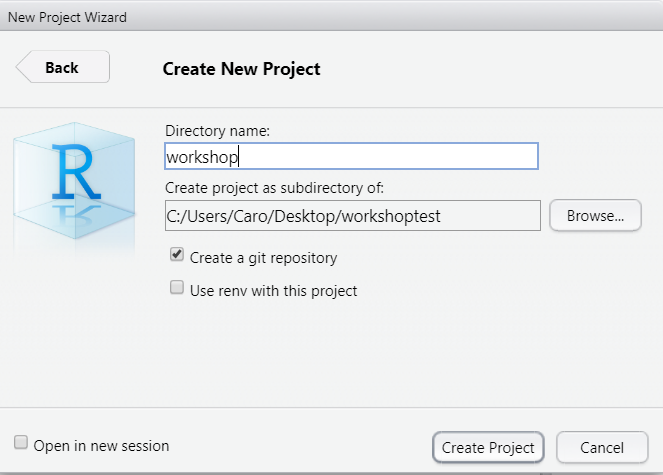 New Project Wizard
Back
Create New Project
R
Directory name:
workshop
Create project as subdirectory of:
C:/Users/Caro/Desktop/workshoptest
Browse...
Create a git repository
Use renv with this project
Open in new session
Create Project
Cancel